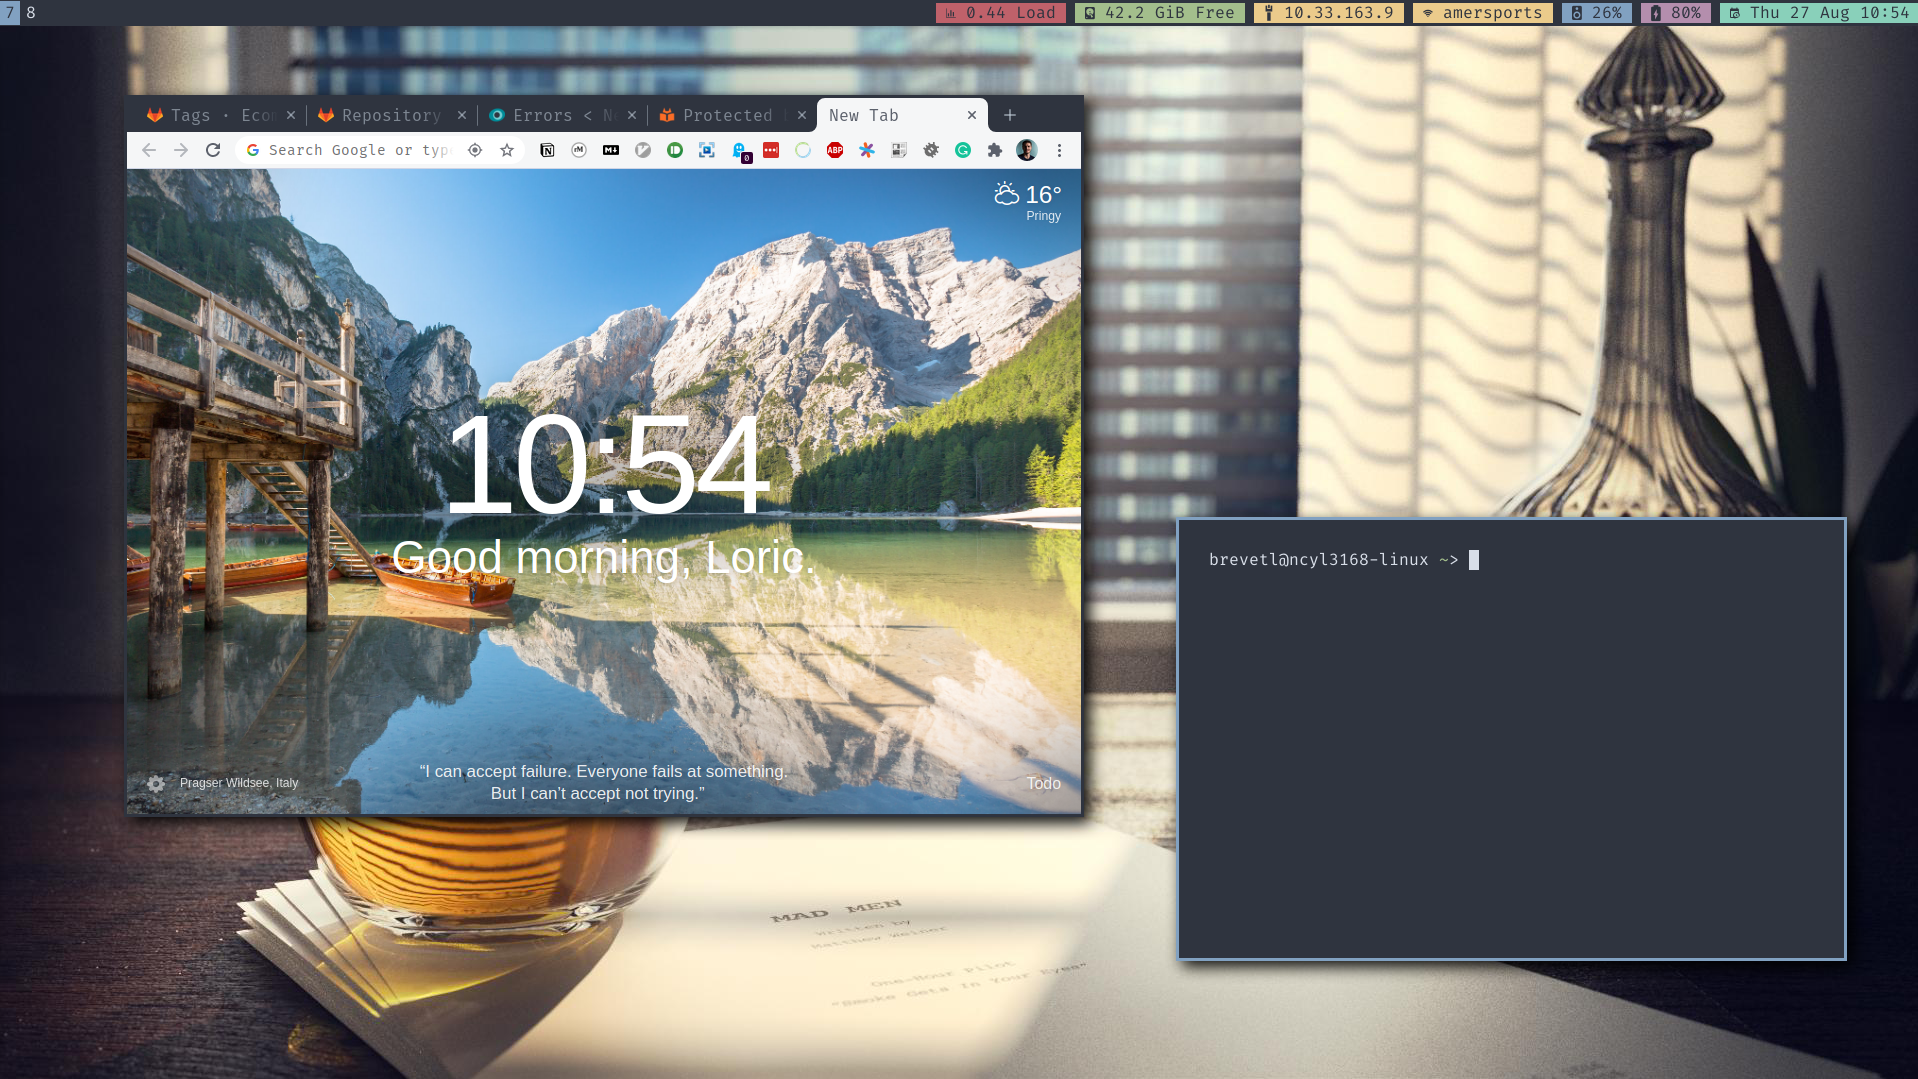 7 8 0.44 Load 42.2 GiB Free 10.33.163.9 amersports 26% 80% Thu 27 Aug 10:54
Tags · Eco Repository Errors < N Protected New Tab
Search Google or typ
16°
Pringy
10:54
Good morning, Loric.
“I can accept failure. Everyone fails at something.
But I can’t accept not trying.”
Pragser Wildsee, Italy
Todo
brevetl@ncyl3168-linux ~>
MAD MEN
Written by
Matthew Weiner
One-Hour Pilot
“Smoke Gets In Your Eyes”